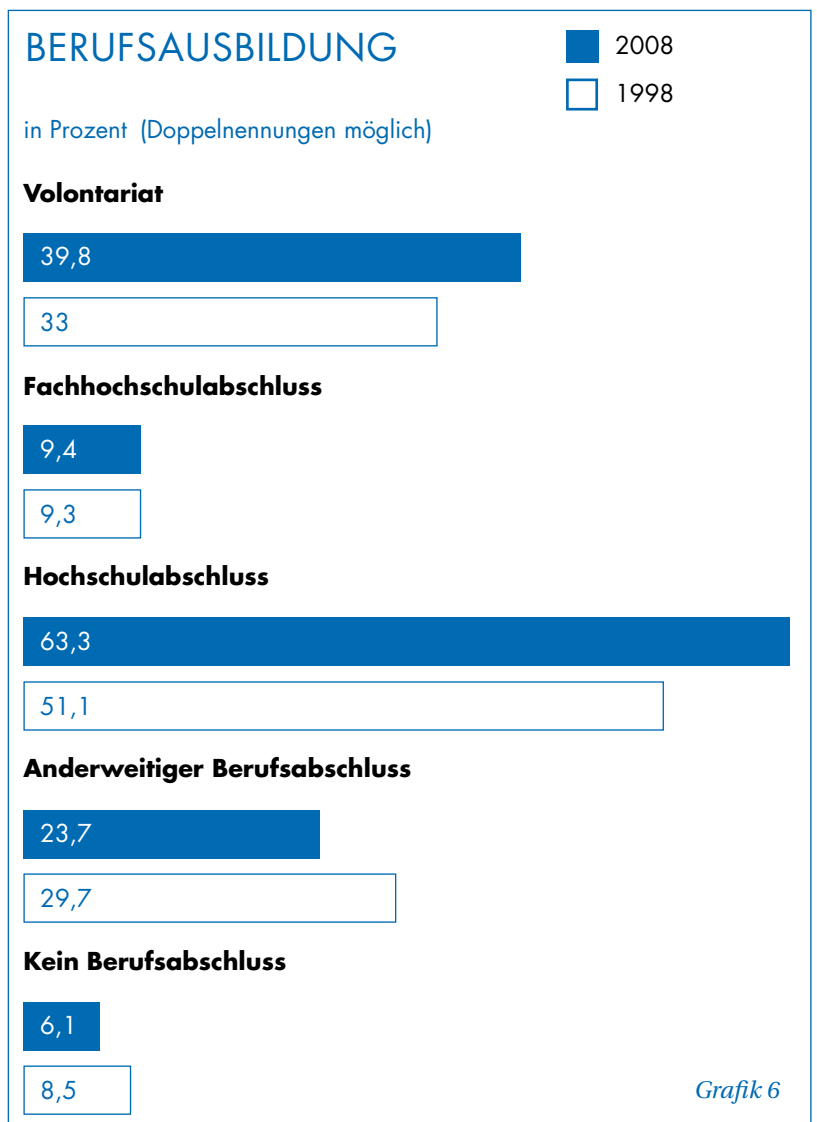 BERUFSAUSBILDUNG
2008
1998
in Prozent (Doppelnennungen möglich)
Volontariat
39,8
33
Fachhochschulabschluss
9,4
9,3
Hochschulabschluss
63,3
51,1
Anderweitiger Berufsabschluss
23,7
29,7
Kein Berufsabschluss
6,1
8,5
Grafik 6